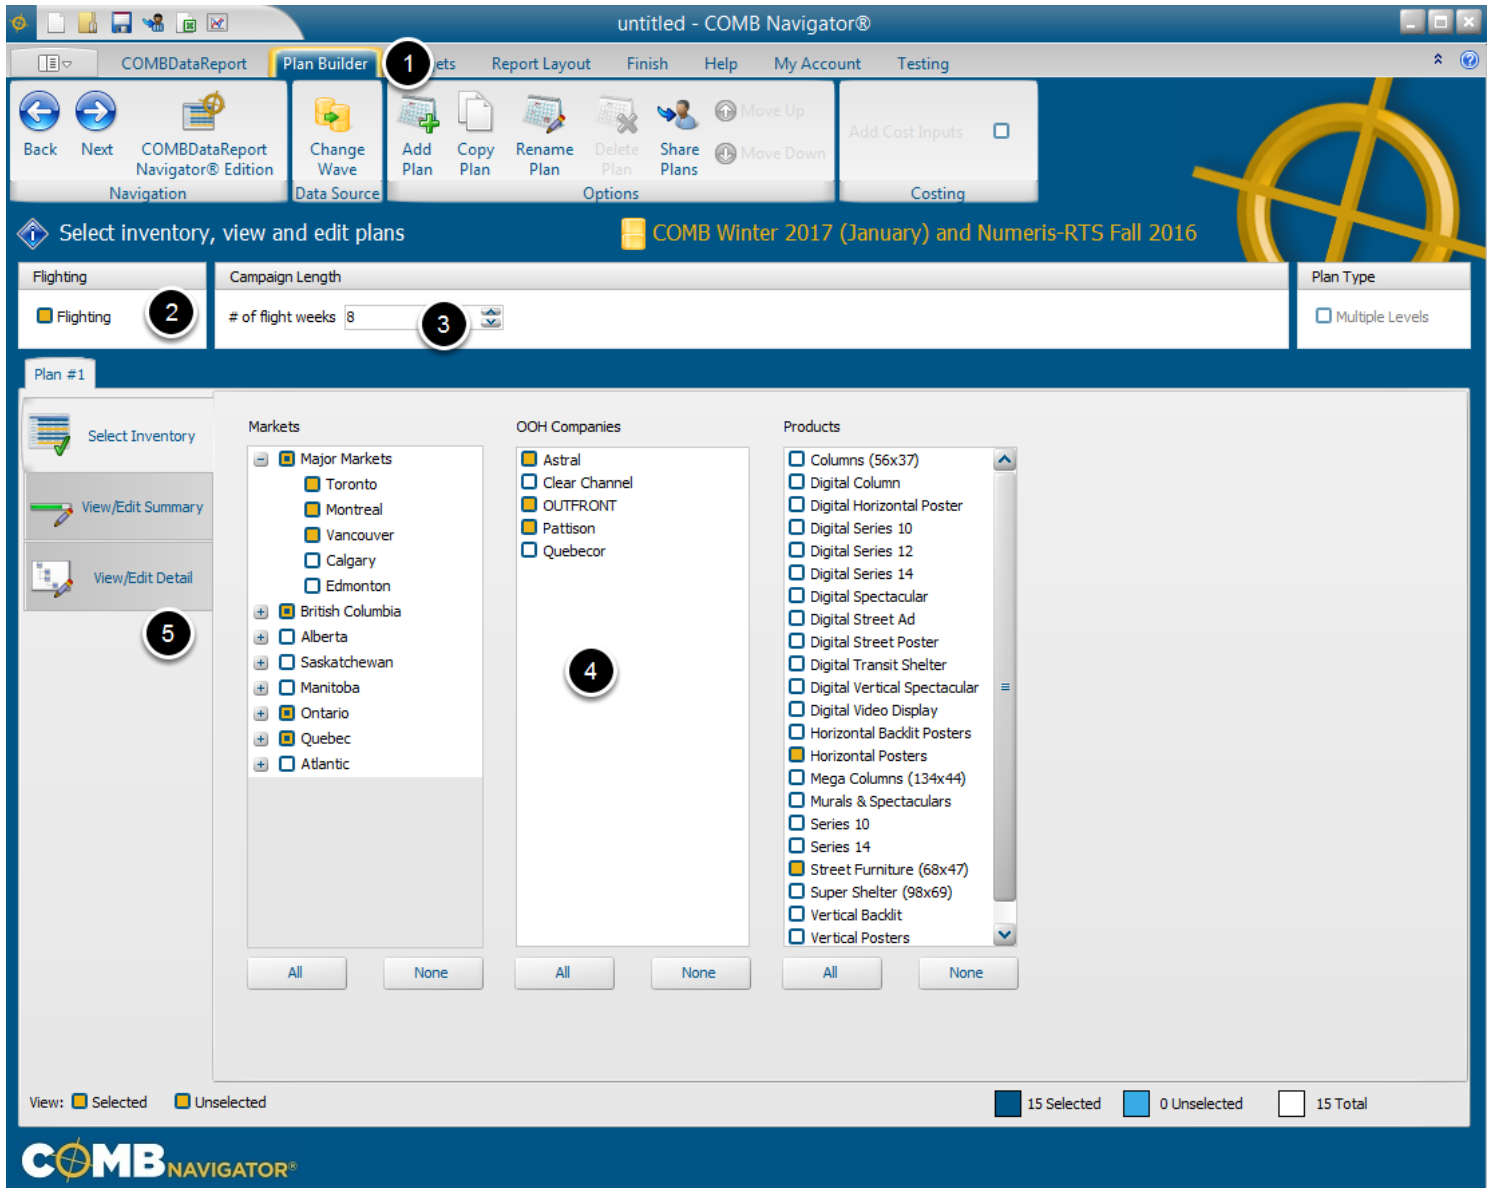 untitled - COMB Navigator®
COMBDataReport Plan Builder 1 ets Report Layout Finish Help My Account Testing
Back Next COMBDataReport Navigator® Edition
Navigation
Change Wave
Data Source
Add Plan Copy Plan Rename Plan Delete Plan Share Plans Move Up Move Down
Options
Add Cost Inputs
Costing
Select inventory, view and edit plans
COMB Winter 2017 (January) and Numeris-RTS Fall 2016
Flighting
Flighting 2
Campaign Length
# of flight weeks 8 3
Plan Type
Multiple Levels
Plan #1
Select Inventory
View/Edit Summary
View/Edit Detail
5
Markets
Major Markets
Toronto
Montreal
Vancouver
Calgary
Edmonton
British Columbia
Alberta
Saskatchewan
Manitoba
Ontario
Quebec
Atlantic
All None
OOH Companies
Astral
Clear Channel
OUTFRONT
Pattison
Quebecor
4
All None
Products
Columns (56x37)
Digital Column
Digital Horizontal Poster
Digital Series 10
Digital Series 12
Digital Series 14
Digital Spectacular
Digital Street Ad
Digital Street Poster
Digital Transit Shelter
Digital Vertical Spectacular
Digital Video Display
Horizontal Backlit Posters
Horizontal Posters
Mega Columns (134x44)
Murals & Spectaculars
Series 10
Series 14
Street Furniture (68x47)
Super Shelter (98x69)
Vertical Backlit
Vertical Posters
All None
View: Selected Unselected
15 Selected 0 Unselected 15 Total
COMB NAVIGATOR®